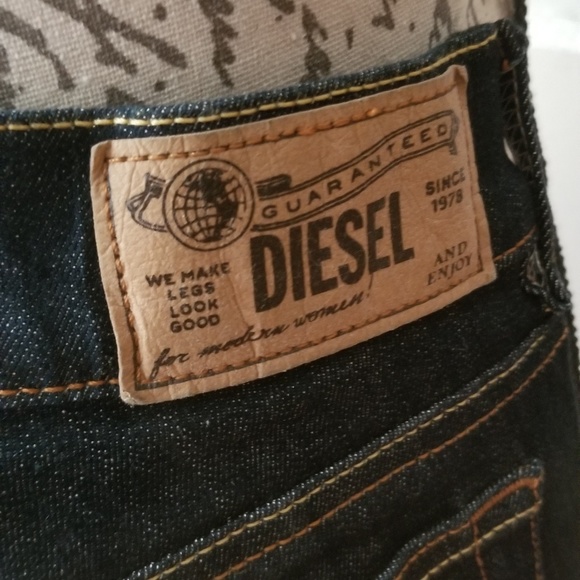 GUARANTEED
DIESEL
SINCE
1978
WE MAKE
LEGS
LOOK
GOOD
AND
ENJOY
for modern women!